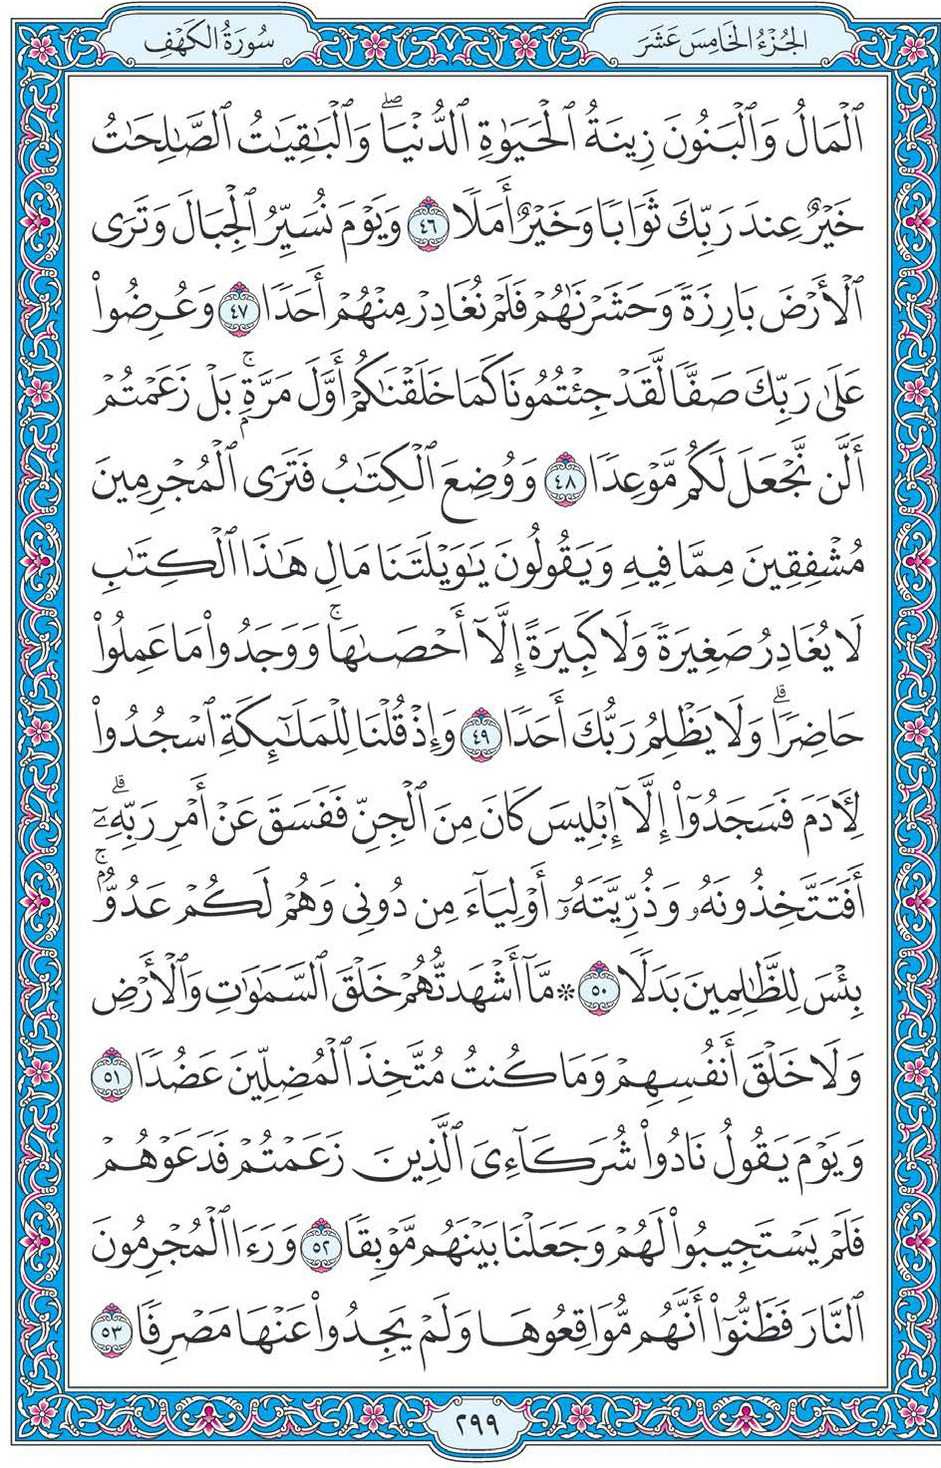 الجُزْءُ الخَامِسَ عَشَرَ
سُورَةُ الكَهْفِ
ٱلْمَالُ وَٱلْبَنُونَ زِينَةُ ٱلْحَيَوٰةِ ٱلدُّنْيَاۖ وَٱلْبَٰقِيَٰتُ ٱلصَّٰلِحَٰتُ
خَيْرٌ عِندَ رَبِّكَ ثَوَابًا وَخَيْرٌ أَمَلًا ٤٦ وَيَوْمَ نُسَيِّرُ ٱلْجِبَالَ وَتَرَى
ٱلْأَرْضَ بَارِزَةً وَحَشَرْنَٰهُمْ فَلَمْ نُغَادِرْ مِنْهُمْ أَحَدًا ٤٧ وَعُرِضُوا۟
عَلَىٰ رَبِّكَ صَفًّا لَّقَدْ جِئْتُمُونَا كَمَا خَلَقْنَٰكُمْ أَوَّلَ مَرَّةٍۭۚ بَلْ زَعَمْتُمْ
أَلَّن نَّجْعَلَ لَكُم مَّوْعِدًا ٤٨ وَوُضِعَ ٱلْكِتَٰبُ فَتَرَى ٱلْمُجْرِمِينَ
مُشْفِقِينَ مِمَّا فِيهِ وَيَقُولُونَ يَٰوَيْلَتَنَا مَالِ هَٰذَا ٱلْكِتَٰبِ
لَا يُغَادِرُ صَغِيرَةً وَلَا كَبِيرَةً إِلَّآ أَحْصَىٰهَاۚ وَوَجَدُوا۟ مَا عَمِلُوا۟
حَاضِرًاۗ وَلَا يَظْلِمُ رَبُّكَ أَحَدًا ٤٩ وَإِذْ قُلْنَا لِلْمَلَٰٓئِكَةِ ٱسْجُدُوا۟
لِءَادَمَ فَسَجَدُوٓا۟ إِلَّآ إِبْلِيسَ كَانَ مِنَ ٱلْجِنِّ فَفَسَقَ عَنْ أَمْرِ رَبِّهِۦٓۗ
أَفَتَتَّخِذُونَهُۥ وَذُرِّيَّتَهُۥٓ أَوْلِيَآءَ مِن دُونِى وَهُمْ لَكُمْ عَدُوٌّۢۚ
بِئْسَ لِلظَّٰلِمِينَ بَدَلًا ٥٠ ۞ مَّآ أَشْهَدتُّهُمْ خَلْقَ ٱلسَّمَٰوَٰتِ وَٱلْأَرْضِ
وَلَا خَلْقَ أَنفُسِهِمْ وَمَا كُنتُ مُتَّخِذَ ٱلْمُضِلِّينَ عَضُدًا ٥١
وَيَوْمَ يَقُولُ نَادُوا۟ شُرَكَآءِىَ ٱلَّذِينَ زَعَمْتُمْ فَدَعَوْهُمْ
فَلَمْ يَسْتَجِيبُوا۟ لَهُمْ وَجَعَلْنَا بَيْنَهُم مَّوْبِقًا ٥٢ وَرَءَا ٱلْمُجْرِمُونَ
ٱلنَّارَ فَظَنُّوٓا۟ أَنَّهُم مُّوَاقِعُوهَا وَلَمْ يَجِدُوا۟ عَنْهَا مَصْرِفًا ٥٣
٢٩٩